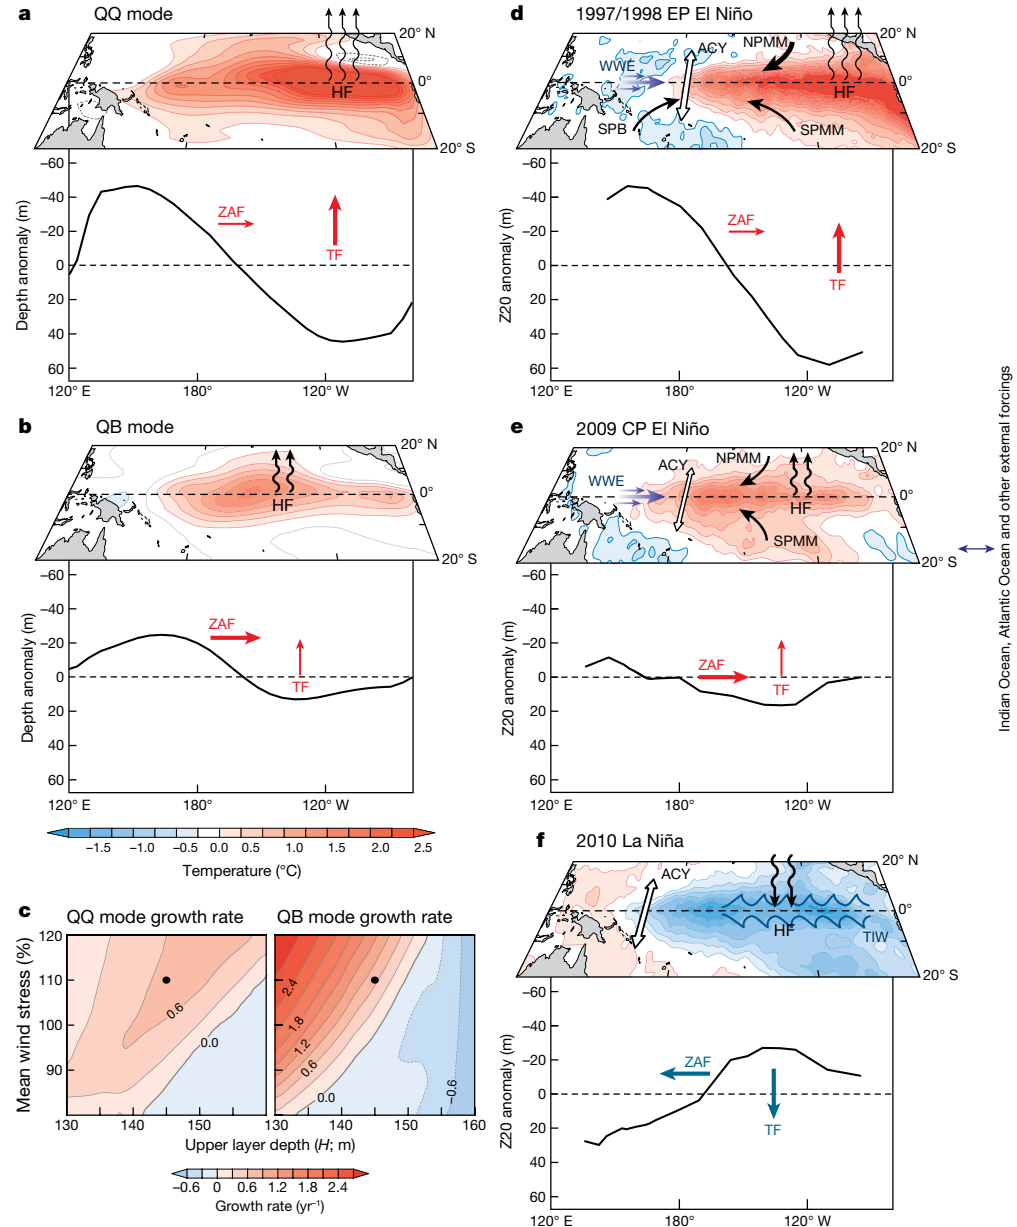 a QQ mode
20° N
0°
HF
20° S
Depth anomaly (m)
−60
−40
−20
0
20
40
60
ZAF
TF
120° E
180°
120° W
b QB mode
20° N
0°
HF
20° S
Depth anomaly (m)
−60
−40
−20
0
20
40
60
ZAF
TF
120° E
180°
120° W
−1.5 −1.0 −0.5 0.0 0.5 1.0 1.5 2.0 2.5
Temperature (°C)
c QQ mode growth rate QB mode growth rate
Mean wind stress (%)
120
110
100
90
0.6
0.0
2.4
1.8
1.2
0.6
0.0
−0.6
130 140 150 130 140 150 160
Upper layer depth (H; m)
−0.6 0 0.6 1.2 1.8 2.4
Growth rate (yr⁻¹)
d 1997/1998 EP El Niño
20° N
ACY
NPMM
WWE
0°
HF
SPB
SPMM
20° S
Z20 anomaly (m)
−60
−40
−20
0
20
40
60
ZAF
TF
120° E
180°
120° W
e 2009 CP El Niño
20° N
ACY
NPMM
WWE
0°
HF
SPMM
20° S
Z20 anomaly (m)
−60
−40
−20
0
20
40
60
ZAF
TF
120° E
180°
120° W
f 2010 La Niña
20° N
ACY
0°
HF
TIW
20° S
Z20 anomaly (m)
−60
−40
−20
0
20
40
60
ZAF
TF
120° E
180°
120° W
Indian Ocean, Atlantic Ocean and other external forcings